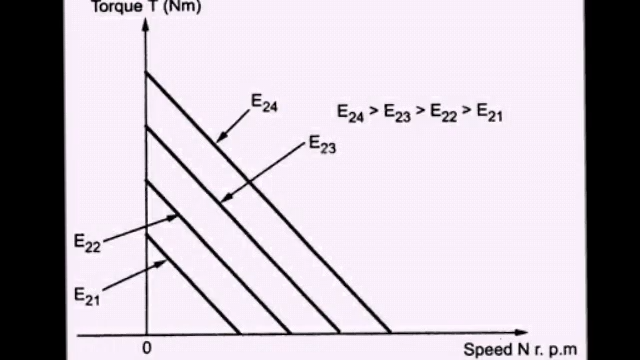 Torque T (Nm)
E24
E24 > E23 > E22 > E21
E23
E22
E21
0
Speed N r. p.m